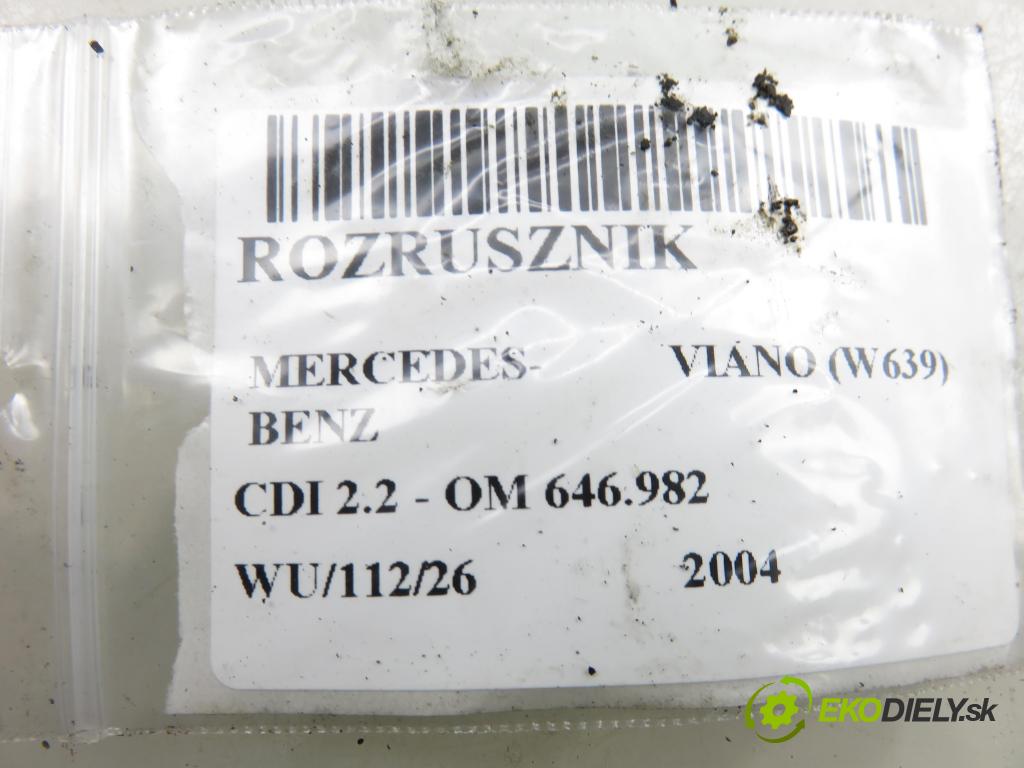 ROZRUSZNIK
MERCEDES- VIANO (W639)
BENZ
CDI 2.2 - OM 646.982
WU/112/26 2004
EKODIELY.sk